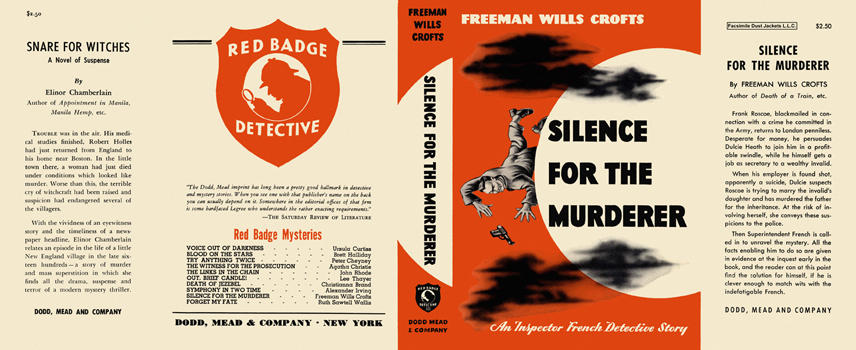 $2.50
SNARE FOR WITCHES
A Novel of Suspense
By
Elinor Chamberlain
Author of Appointment in Manila,
Manila Hemp, etc.
TROUBLE was in the air. His medi-
cal studies finished, Robert Holles
had just returned from England to
his home near Boston. In the little
town there, a woman had just died
under conditions which looked like
murder. Worse than this, the terrible
cry of witchcraft had been raised and
suspicion had endangered several of
the villagers.
With the vividness of an eyewitness
story and the timeliness of a news-
paper headline, Elinor Chamberlain
relates an episode in the life of a little
New England village in the late six-
teen hundreds—a story of murder
and mass superstition in which she
finds all the drama, suspense and
terror of a modern mystery thriller.
DODD, MEAD AND COMPANY
RED BADGE
DETECTIVE
"The Dodd, Mead imprint has long been a pretty good hallmark in detective
and mystery stories. When you see one with that publisher's name on the back
you can usually depend on it. Somewhere in the editorial offices of that firm
is some hardfaced Legree who understands the rather exacting requirements."
—THE SATURDAY REVIEW OF LITERATURE
Red Badge Mysteries
VOICE OUT OF DARKNESS - - - Ursula Curtiss
BLOOD ON THE STARS - - - Brett Halliday
TRY ANYTHING TWICE - - - Peter Cheyney
THE WITNESS FOR THE PROSECUTION - - - Agatha Christie
THE LINKS IN THE CHAIN - - - John Rhode
OUT, BRIEF CANDLE! - - - Lee Thayer
DEATH OF JEZEBEL - - - Christianna Brand
SYMPHONY IN TWO TIME - - - Alexander Irving
SILENCE FOR THE MURDERER - - - Freeman Wills Crofts
FORGET MY FATE - - - Ruth Sawtell Wallis
DODD, MEAD & COMPANY · NEW YORK
FREEMAN
WILLS
CROFTS
SILENCE FOR THE MURDERER
RED BADGE
DETECTIVE
DODD MEAD
& COMPANY
FREEMAN WILLS CROFTS
SILENCE
FOR THE
MURDERER
An Inspector French Detective Story
Facsimile Dust Jackets L.L.C.
$2.50
SILENCE
FOR THE MURDERER
By FREEMAN WILLS CROFTS
Author of Death of a Train, etc.
Frank Roscoe, blackmailed in con-
nection with a crime he committed in
the Army, returns to London penniless.
Desperate for money, he persuades
Dulcie Heath to join him in a profit-
able swindle, while he himself gets a
job as secretary to a wealthy invalid.
When his employer is found shot,
apparently a suicide, Dulcie suspects
Roscoe is trying to marry the invalid's
daughter and has murdered the father
for the inheritance. At the risk of in-
volving herself, she conveys these sus-
picions to the police.
Then Superintendent French is call-
ed in to unravel the mystery. All the
facts enabling him to do so are given
in evidence at the inquest early in the
book, and the reader can at this point
find the solution for himself, if he is
clever enough to match wits with the
indefatigable French.
DODD, MEAD AND COMPANY